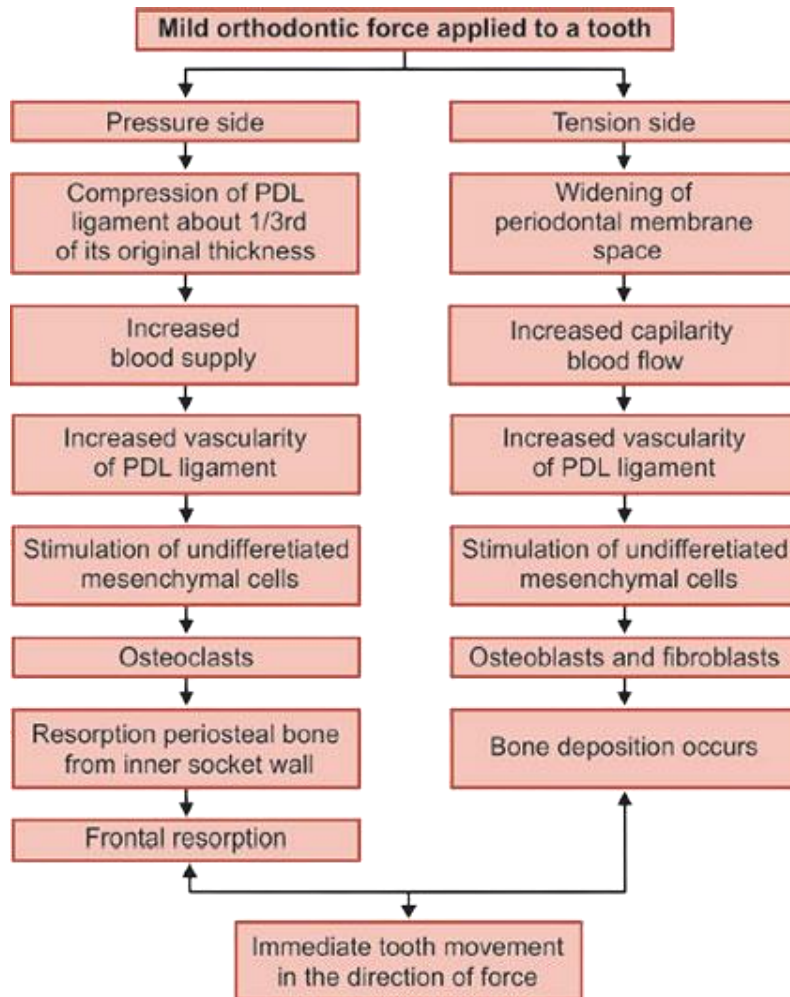 Mild orthodontic force applied to a tooth
Pressure side
Compression of PDL
ligament about 1/3rd
of its original thickness
Increased
blood supply
Increased vascularity
of PDL ligament
Stimulation of undifferetiated
mesenchymal cells
Osteoclasts
Resorption periosteal bone
from inner socket wall
Frontal resorption
Tension side
Widening of
periodontal membrane
space
Increased capilarity
blood flow
Increased vascularity
of PDL ligament
Stimulation of undifferetiated
mesenchymal cells
Osteoblasts and fibroblasts
Bone deposition occurs
Immediate tooth movement
in the direction of force